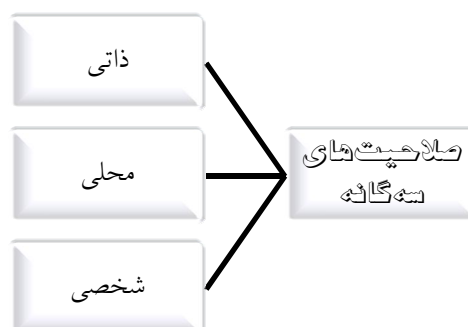 صلاحیت‌های
سه‌گانه
ذاتی
محلی
شخصی